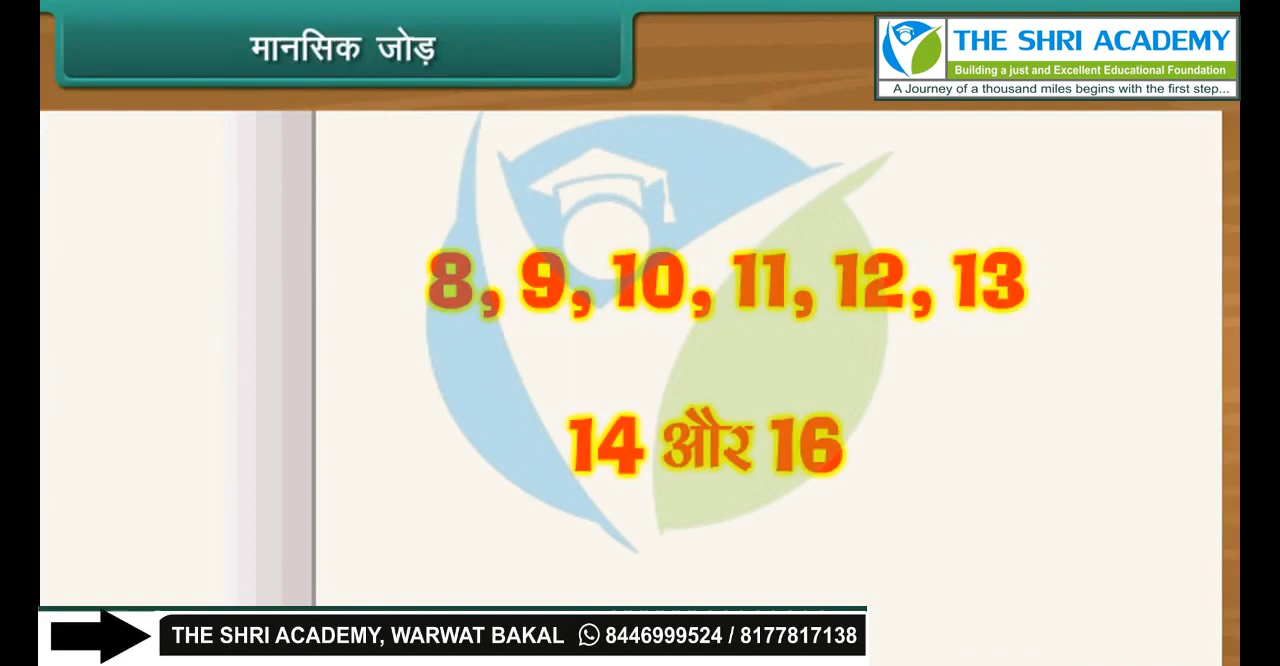 मानसिक जोड़
THE SHRI ACADEMY
Building a just and Excellent Educational Foundation
A Journey of a thousand miles begins with the first step...
8, 9, 10, 11, 12, 13
14 और 16
THE SHRI ACADEMY, WARWAT BAKAL 8446999524 / 8177817138